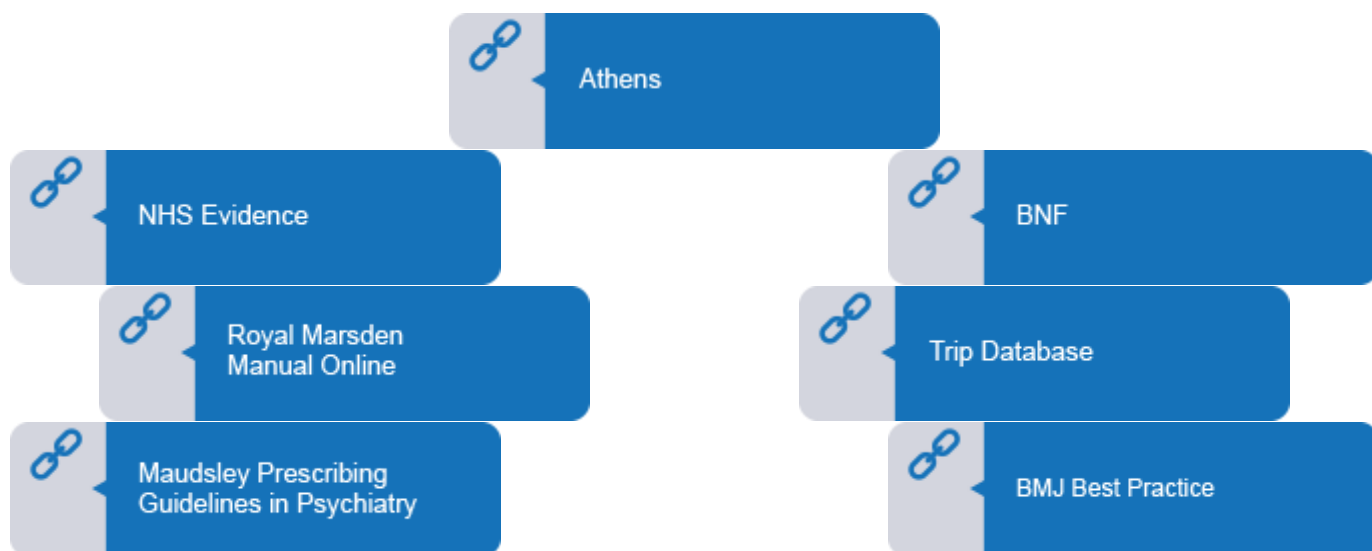 Athens
NHS Evidence
BNF
Royal Marsden
Manual Online
Trip Database
Maudsley Prescribing
Guidelines in Psychiatry
BMJ Best Practice